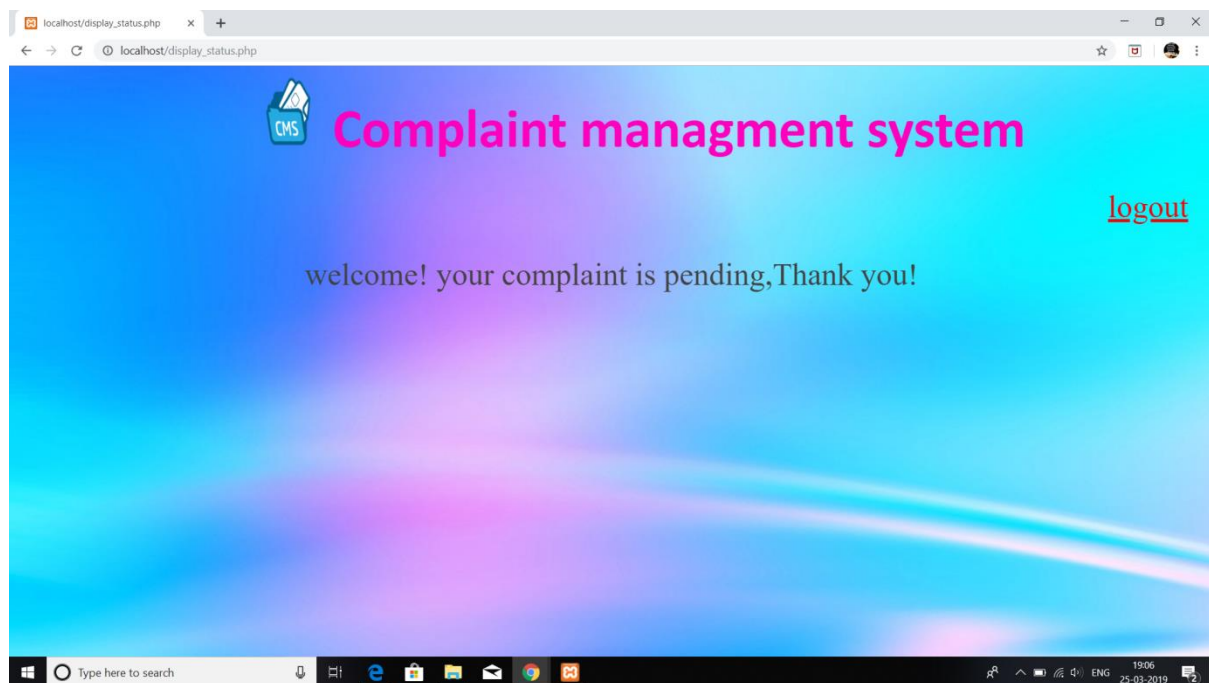 localhost/display_status.php
localhost/display_status.php
CMS
Complaint managment system
logout
welcome! your complaint is pending,Thank you!
Type here to search
ENG
19:06
25-03-2019
2